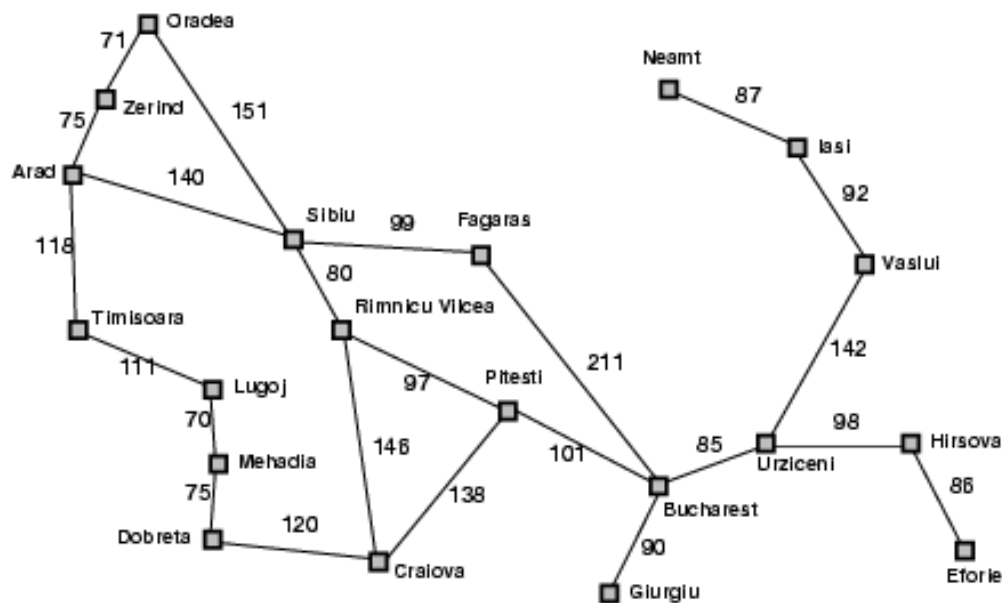 Oradea
71
Neamt
Zerind
87
75
151
Iasi
Arad
140
92
Sibiu
99
Fagaras
118
80
Vaslui
Timisoara
Rimnicu Vilcea
111
142
211
Lugoj
97
Pitesti
70
98
Hirsova
146
101
85
Mehadia
Urziceni
75
138
86
Bucharest
120
Dobreta
90
Craiova
Eforie
Giurgiu